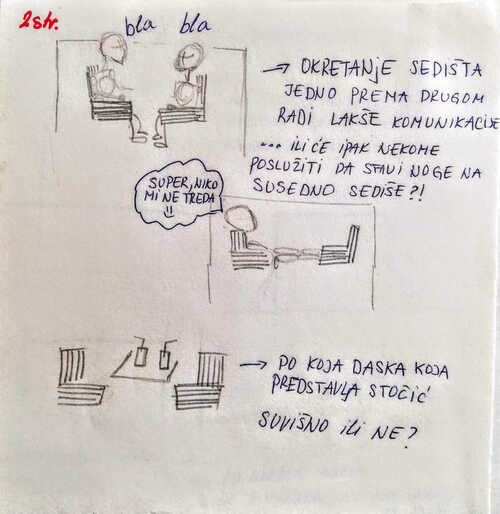 2str.
bla bla
→ OKRETANJE SEDIŠTA
JEDNO PREMA DRUGOM
RADI LAKŠE KOMUNIKACIJE
... ILI ĆE IPAK NEKOME
POSLUŽITI DA STAVI NOGE NA
SUSEDNO SEDIŠE?!
SUPER, NIKO
MI NE TREBA
→ PO KOJA DASKA KOJA
PREDSTAVLJA STOČIĆ
SUVIŠNO ILI NE?